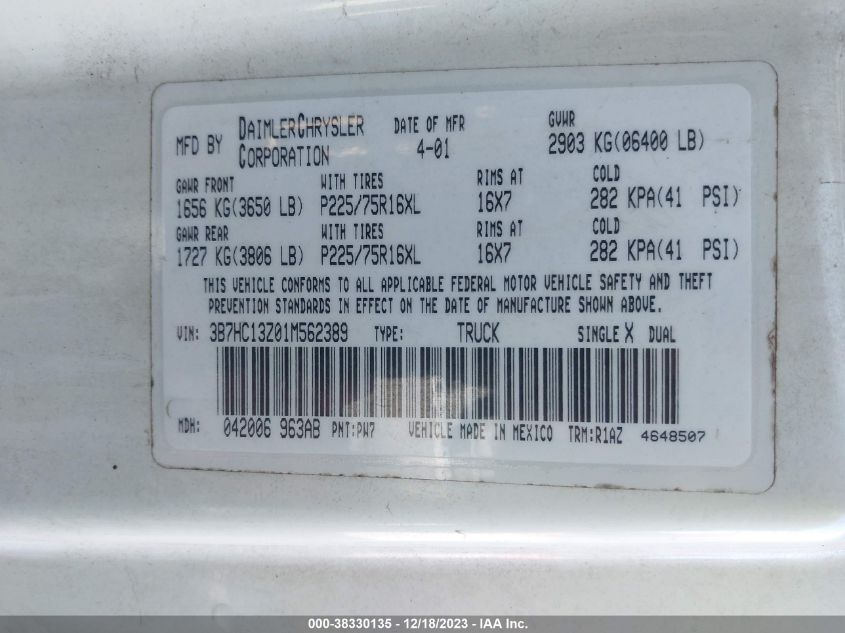 MFD BY DAIMLERCHRYSLER CORPORATION DATE OF MFR 4-01 GVWR 2903 KG(06400 LB)
GAWR FRONT WITH TIRES RIMS AT COLD
1656 KG(3650 LB) P225/75R16XL 16X7 282 KPA(41 PSI)
GAWR REAR WITH TIRES RIMS AT COLD
1727 KG(3806 LB) P225/75R16XL 16X7 282 KPA(41 PSI)
THIS VEHICLE CONFORMS TO ALL APPLICABLE FEDERAL MOTOR VEHICLE SAFETY AND THEFT
PREVENTION STANDARDS IN EFFECT ON THE DATE OF MANUFACTURE SHOWN ABOVE.
VIN: 3B7HC13Z01M562389 TYPE: TRUCK SINGLE X DUAL
MDH: 042006 963AB PNT:PW7 VEHICLE MADE IN MEXICO TRM:R1AZ 4648507
000-38330135 - 12/18/2023 - IAA Inc.